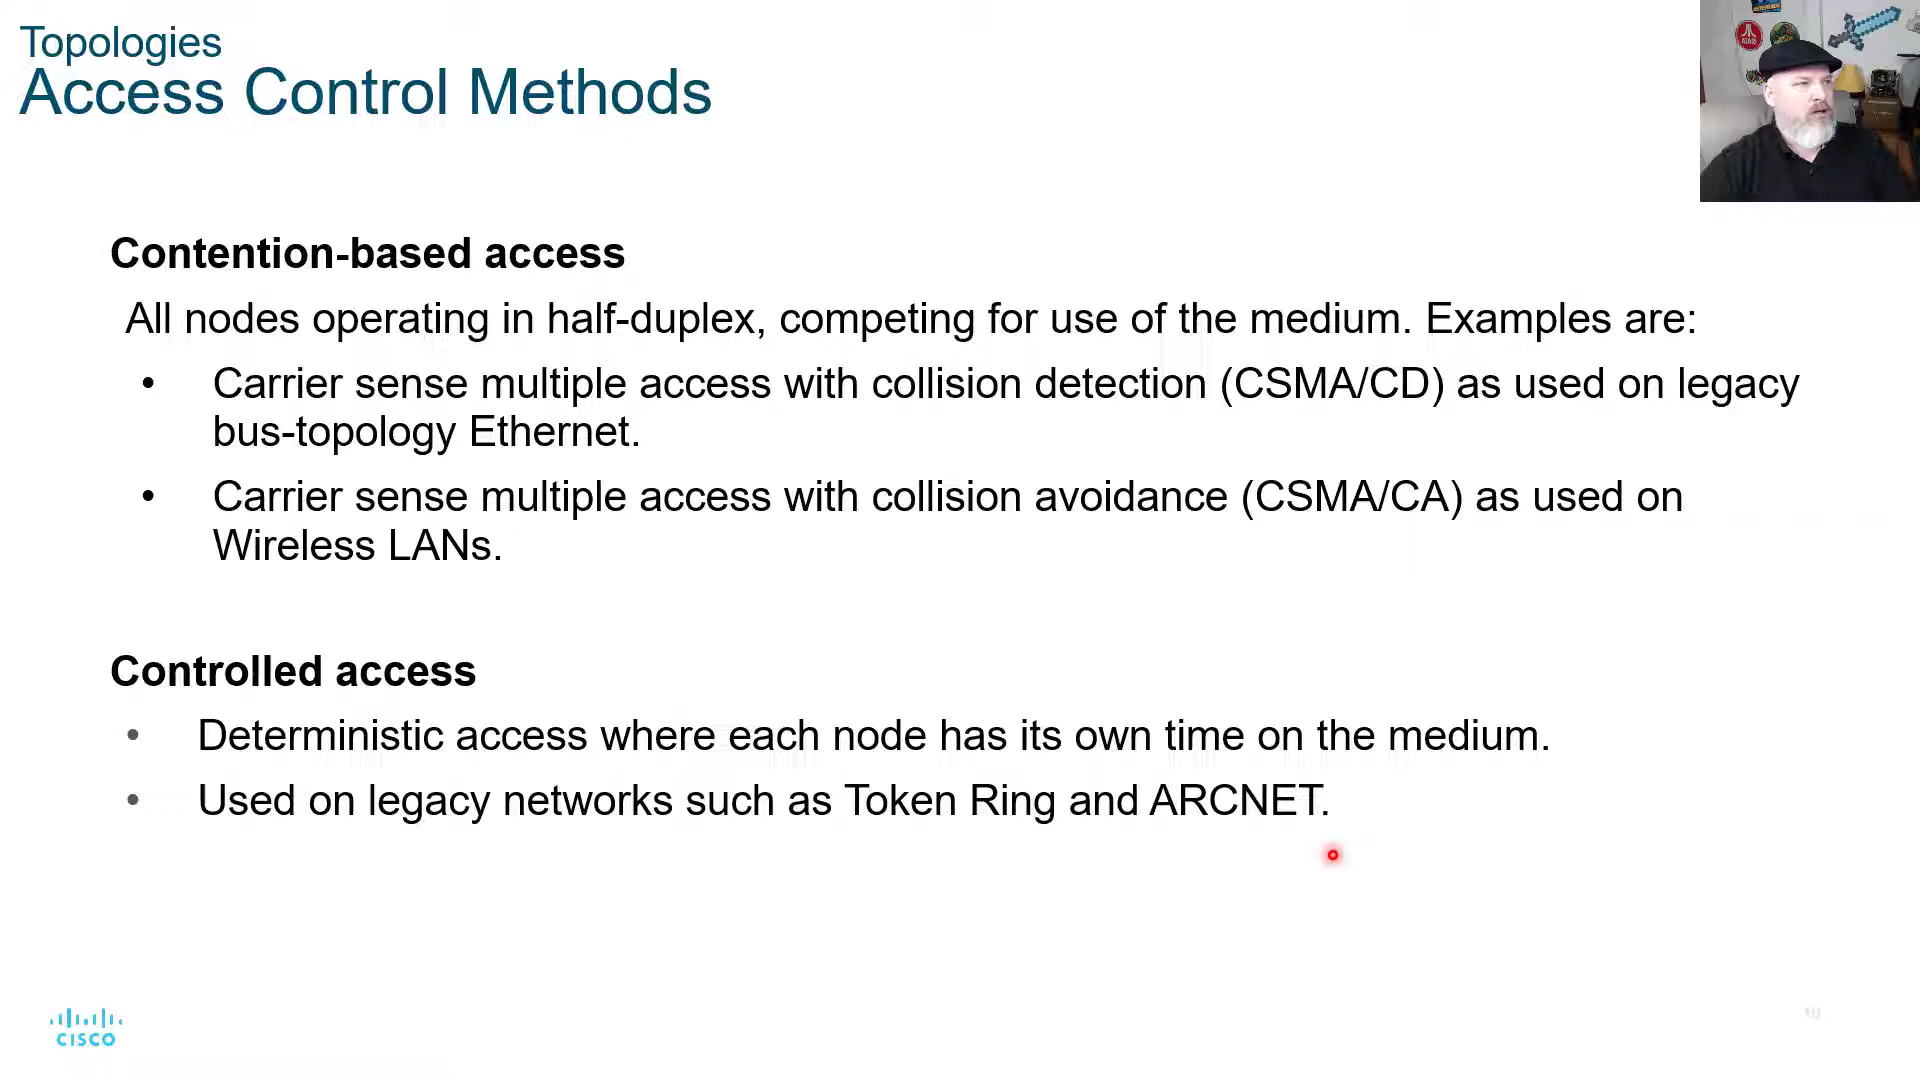 Topologies
Access Control Methods
Contention-based access
All nodes operating in half-duplex, competing for use of the medium. Examples are:
• Carrier sense multiple access with collision detection (CSMA/CD) as used on legacy
bus-topology Ethernet.
• Carrier sense multiple access with collision avoidance (CSMA/CA) as used on
Wireless LANs.
Controlled access
• Deterministic access where each node has its own time on the medium.
• Used on legacy networks such as Token Ring and ARCNET.
CISCO
ATARI